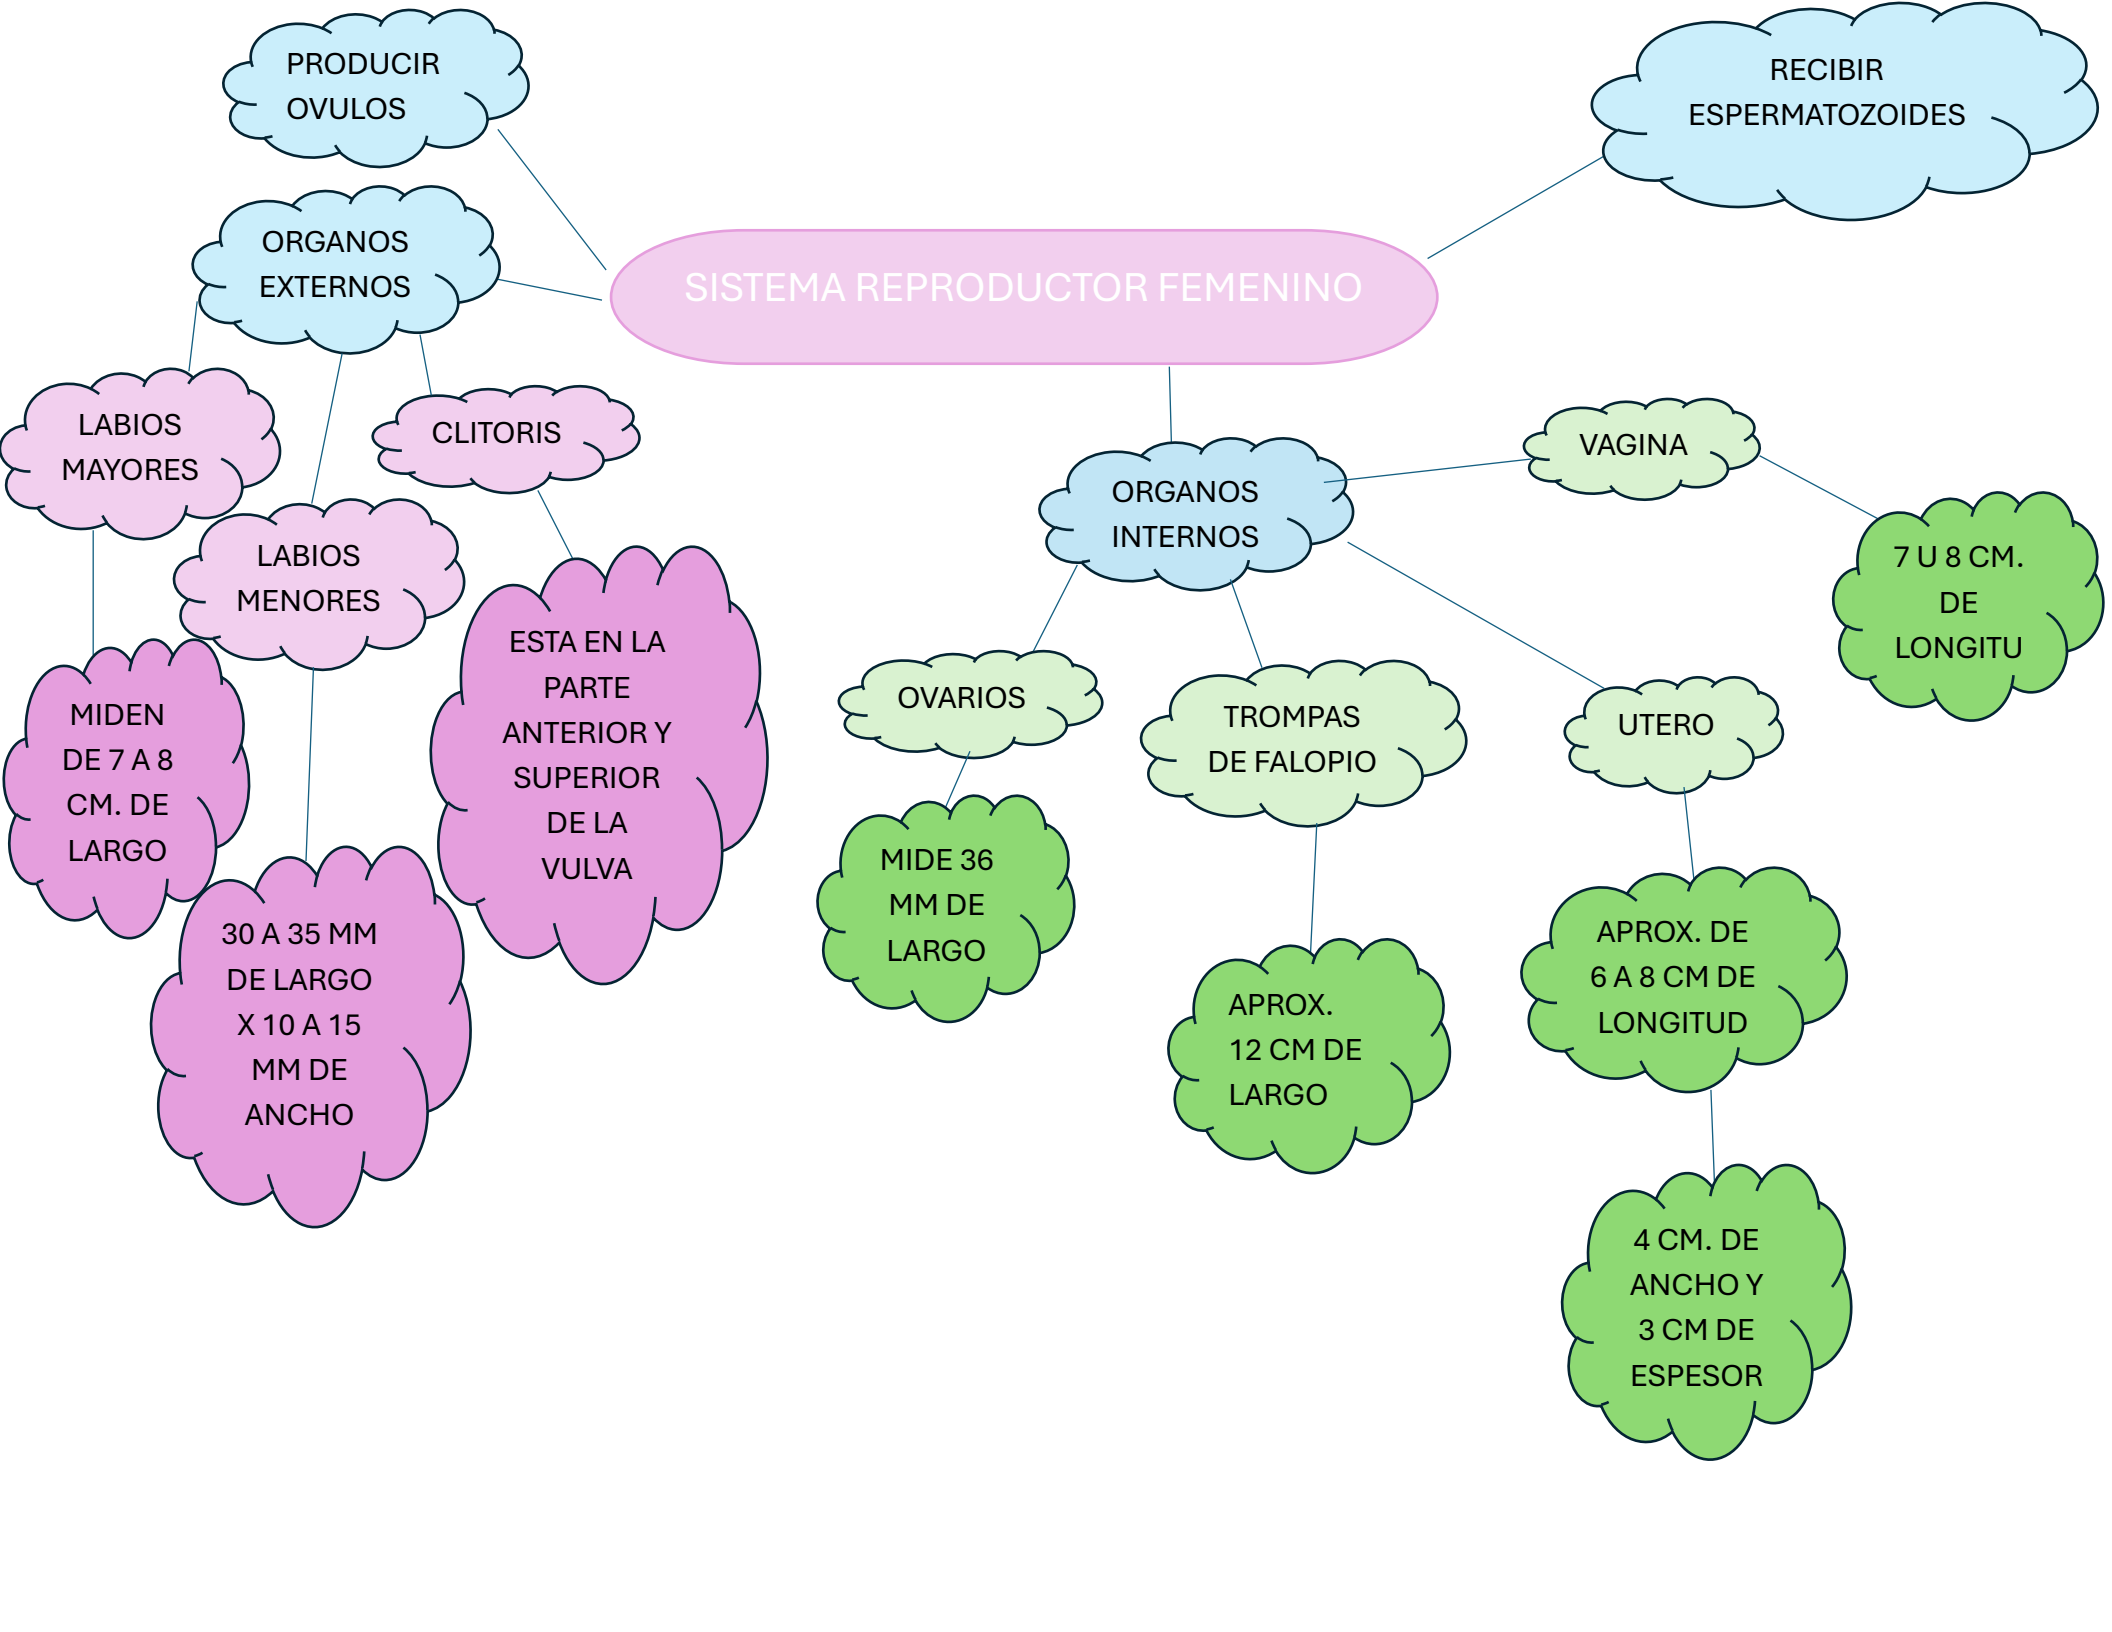 PRODUCIR
OVULOS
RECIBIR
ESPERMATOZOIDES
ORGANOS
EXTERNOS
SISTEMA REPRODUCTOR FEMENINO
LABIOS
MAYORES
CLITORIS
VAGINA
ORGANOS
INTERNOS
LABIOS
MENORES
7 U 8 CM.
DE
LONGITU
ESTA EN LA
PARTE
ANTERIOR Y
SUPERIOR
DE LA
VULVA
OVARIOS
TROMPAS
DE FALOPIO
UTERO
MIDEN
DE 7 A 8
CM. DE
LARGO
MIDE 36
MM DE
LARGO
30 A 35 MM
DE LARGO
X 10 A 15
MM DE
ANCHO
APROX.
12 CM DE
LARGO
APROX. DE
6 A 8 CM DE
LONGITUD
4 CM. DE
ANCHO Y
3 CM DE
ESPESOR